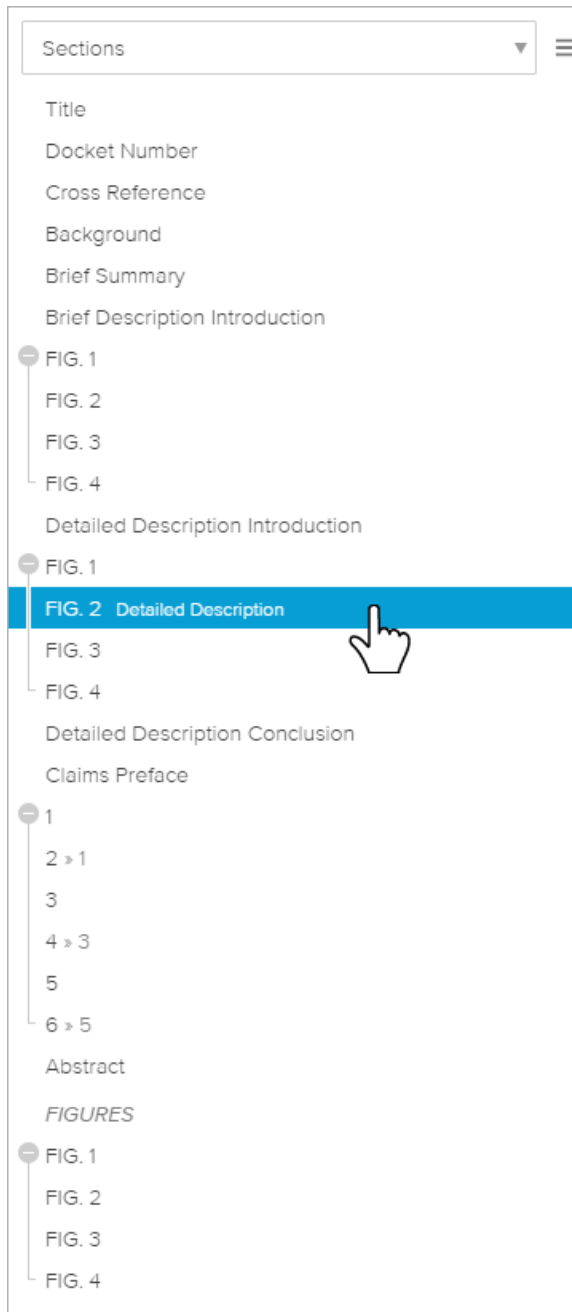 Sections
Title
Docket Number
Cross Reference
Background
Brief Summary
Brief Description Introduction
FIG. 1
FIG. 2
FIG. 3
FIG. 4
Detailed Description Introduction
FIG. 1
FIG. 2 Detailed Description
FIG. 3
FIG. 4
Detailed Description Conclusion
Claims Preface
1
2 » 1
3
4 » 3
5
6 » 5
Abstract
FIGURES
FIG. 1
FIG. 2
FIG. 3
FIG. 4